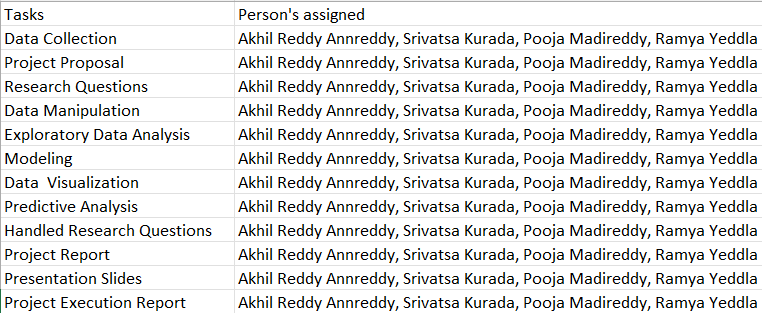 Tasks Person's assigned
Data Collection Akhil Reddy Annreddy, Srivatsa Kurada, Pooja Madireddy, Ramya Yeddla
Project Proposal Akhil Reddy Annreddy, Srivatsa Kurada, Pooja Madireddy, Ramya Yeddla
Research Questions Akhil Reddy Annreddy, Srivatsa Kurada, Pooja Madireddy, Ramya Yeddla
Data Manipulation Akhil Reddy Annreddy, Srivatsa Kurada, Pooja Madireddy, Ramya Yeddla
Exploratory Data Analysis Akhil Reddy Annreddy, Srivatsa Kurada, Pooja Madireddy, Ramya Yeddla
Modeling Akhil Reddy Annreddy, Srivatsa Kurada, Pooja Madireddy, Ramya Yeddla
Data  Visualization Akhil Reddy Annreddy, Srivatsa Kurada, Pooja Madireddy, Ramya Yeddla
Predictive Analysis Akhil Reddy Annreddy, Srivatsa Kurada, Pooja Madireddy, Ramya Yeddla
Handled Research Questions Akhil Reddy Annreddy, Srivatsa Kurada, Pooja Madireddy, Ramya Yeddla
Project Report Akhil Reddy Annreddy, Srivatsa Kurada, Pooja Madireddy, Ramya Yeddla
Presentation Slides Akhil Reddy Annreddy, Srivatsa Kurada, Pooja Madireddy, Ramya Yeddla
Project Execution Report Akhil Reddy Annreddy, Srivatsa Kurada, Pooja Madireddy, Ramya Yeddla